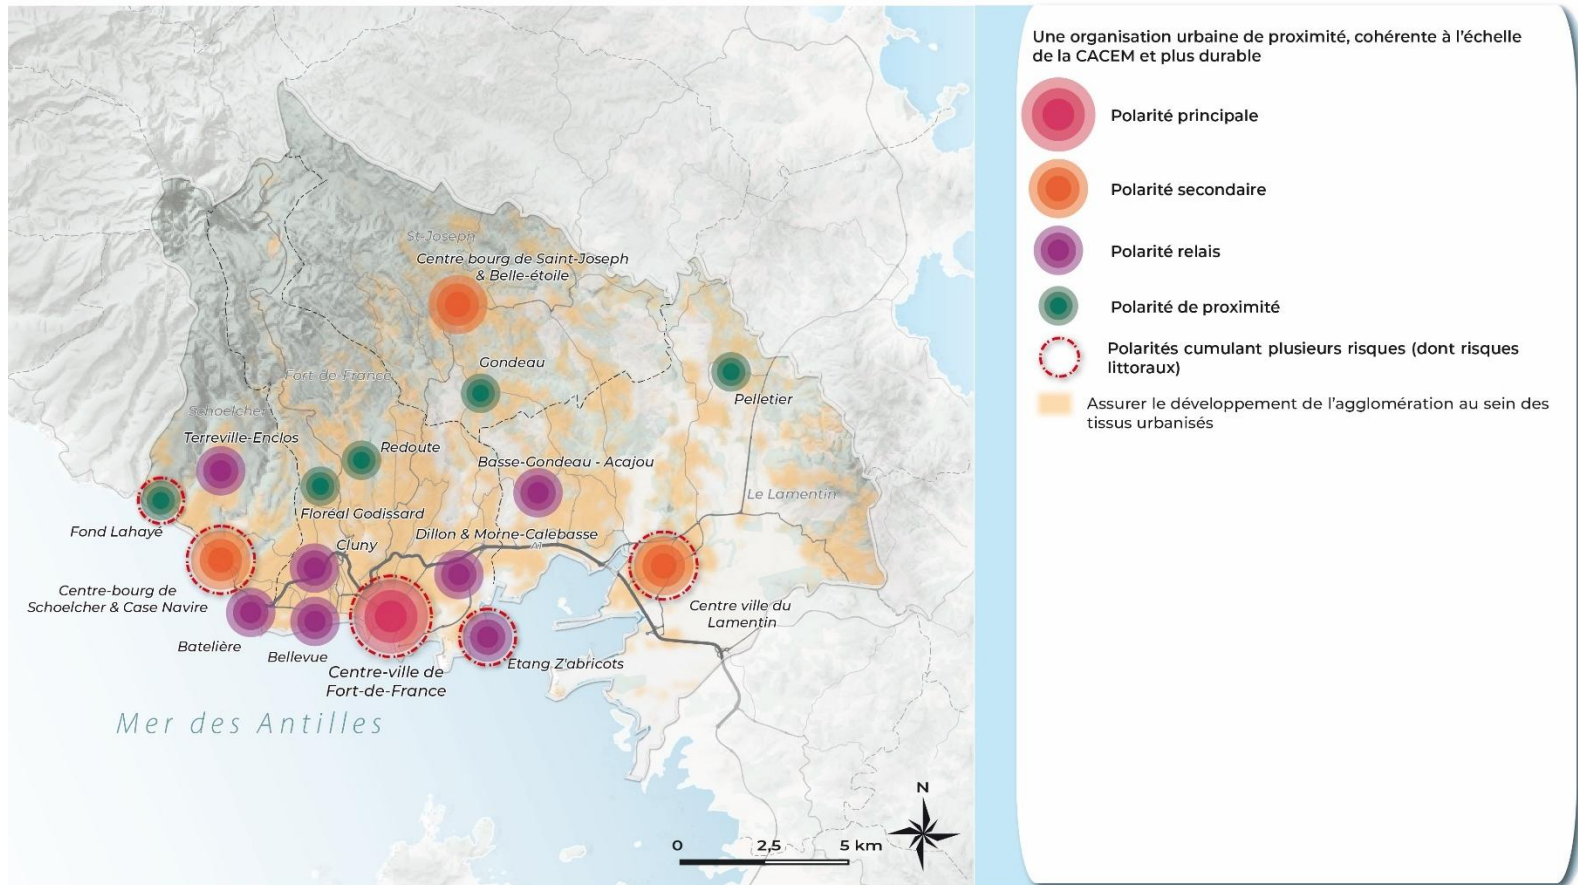 St-Joseph
Centre bourg de Saint-Joseph
& Belle-étoile
Gondeau
Fort-de-France
Pelletier
Schoelcher
Terreville-Enclos
Redoute
Basse-Gondeau - Acajou
Le Lamentin
Floréal Godissard
Fond Lahayé
Dillon & Morne-Calebasse
Cluny
A1
Centre-bourg de
Schoelcher & Case Navire
Centre ville du
Lamentin
Batelière
Bellevue
Etang Z'abricots
Centre-ville de
Fort-de-France
Mer des Antilles
N
0 2,5 5 km
Une organisation urbaine de proximité, cohérente à l'échelle
de la CACEM et plus durable
Polarité principale
Polarité secondaire
Polarité relais
Polarité de proximité
Polarités cumulant plusieurs risques (dont risques
littoraux)
Assurer le développement de l'agglomération au sein des
tissus urbanisés